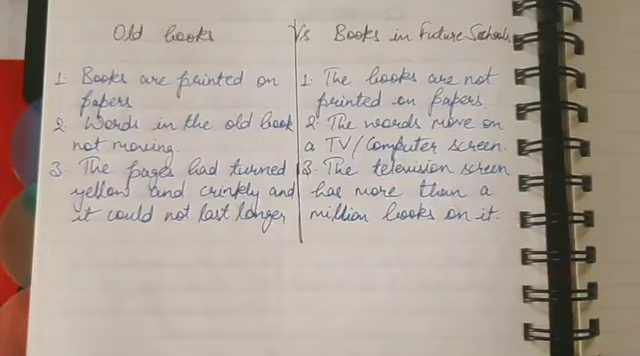 Old books Vs Books in Future Schools
1. Books are printed on
papers
2 Words in the old book
not moving.
3. The pages had turned
yellow and crinkly and
it could not last longer
1. The books are not
printed on papers.
2. The words move on
a TV/Computer screen.
3. The television screen
has more than a
million books on it.